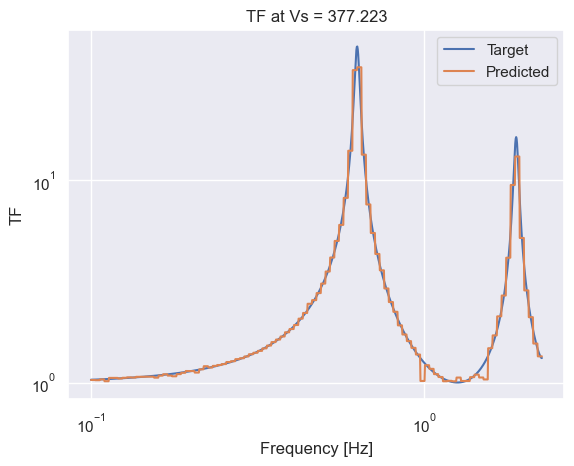 TF at Vs = 377.223
Target
Predicted
TF
10¹
10⁰
10⁻¹
10⁰
Frequency [Hz]